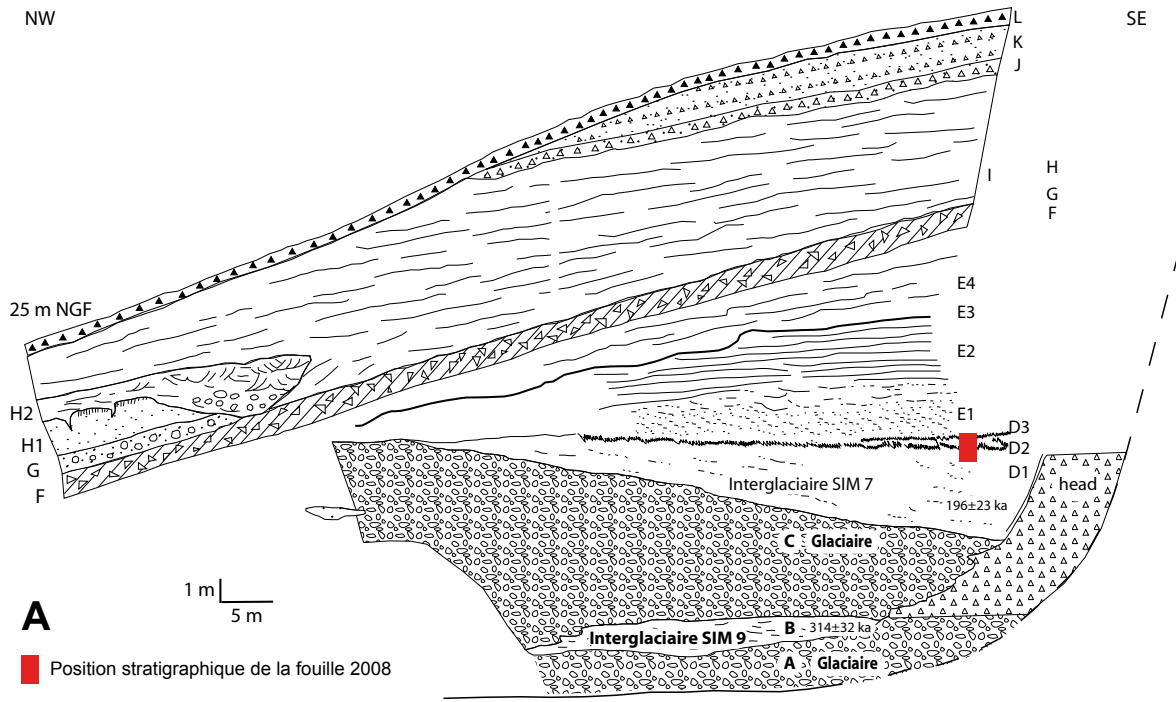 NW
SE
L
K
J
H
I
G
F
25 m NGF
E4
E3
E2
H2
E1
D3
H1
D2
G
D1
Interglaciaire SIM 7
head
F
196±23 ka
C Glaciaire
1 m
5 m
A
B 314±32 ka
Interglaciaire SIM 9
A Glaciaire
Position stratigraphique de la fouille 2008